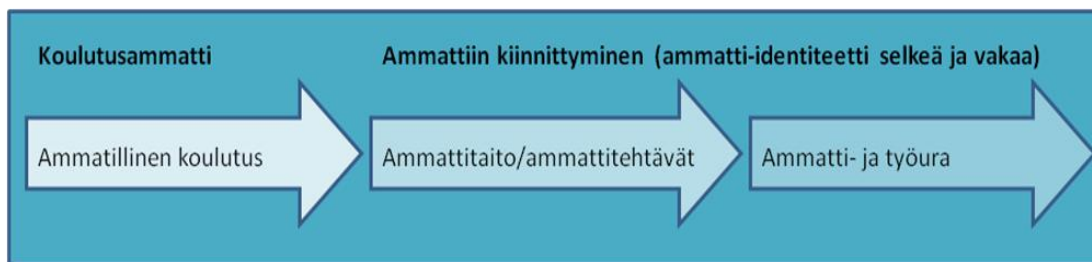 Koulutusammatti
Ammattiin kiinnittyminen (ammatti-identiteetti selkeä ja vakaa)
Ammatillinen koulutus
Ammattitaito/ammattitehtävät
Ammatti- ja työura